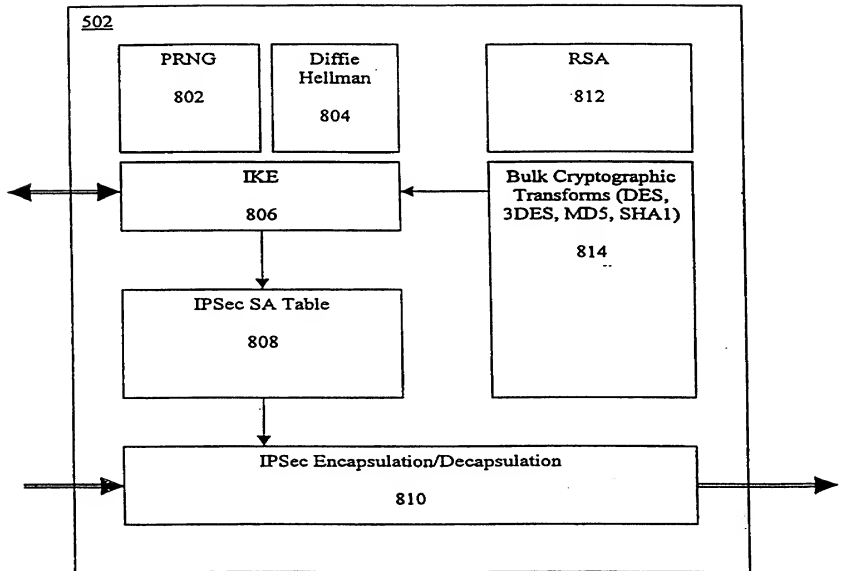 502
PRNG
802
Diffie
Hellman
804
RSA
812
IKE
806
Bulk Cryptographic
Transforms (DES,
3DES, MD5, SHA1)
814
IPSec SA Table
808
IPSec Encapsulation/Decapsulation
810